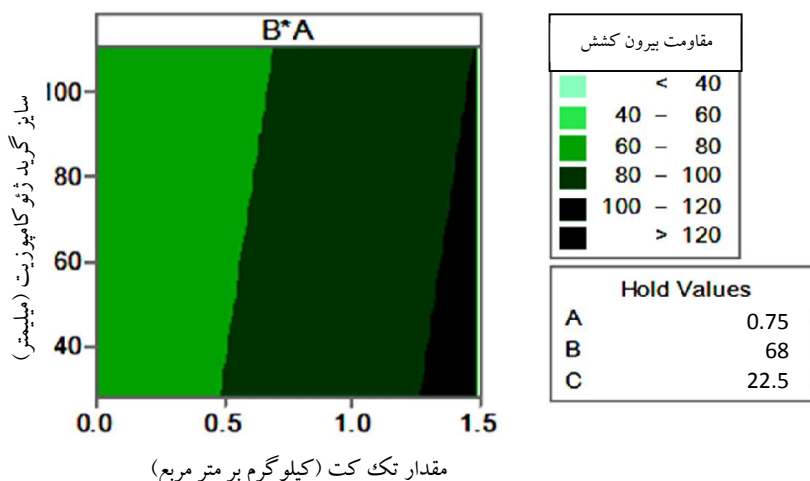 B*A
سایز گرید ژئوکامپوزیت (میلیمتر)
100
80
60
40
0.0 0.5 1.0 1.5
مقدار تک کت (کیلوگرم بر متر مربع)
مقاومت بیرون کشش
< 40
40 – 60
60 – 80
80 – 100
100 – 120
> 120
Hold Values
A 0.75
B 68
C 22.5